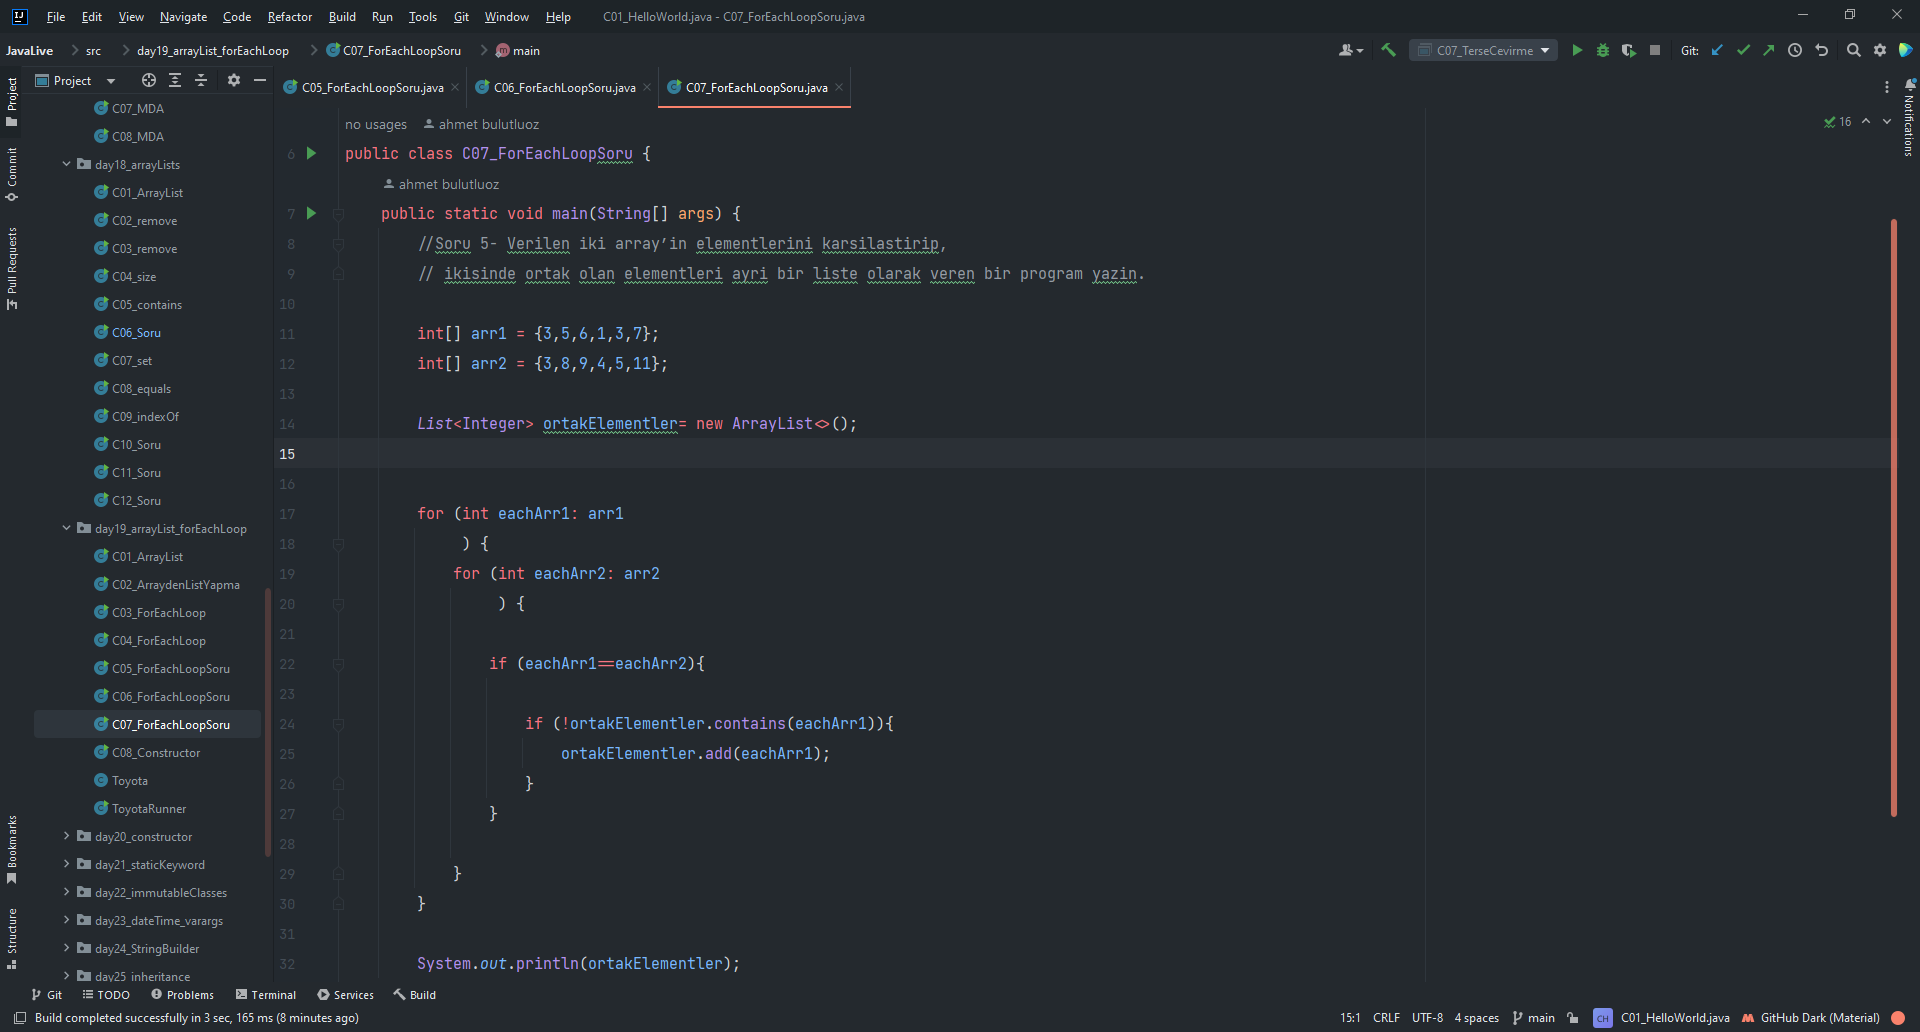 File Edit View Navigate Code Refactor Build Run Tools Git Window Help C01_HelloWorld.java - C07_ForEachLoopSoru.java
JavaLive src day19_arrayList_forEachLoop C07_ForEachLoopSoru main C07_TerseCevirme Git:
Project
C05_ForEachLoopSoru.java C06_ForEachLoopSoru.java C07_ForEachLoopSoru.java
Project
Commit
Pull Requests
Bookmarks
Structure
Notifications
C07_MDA
C08_MDA
day18_arrayLists
C01_ArrayList
C02_remove
C03_remove
C04_size
C05_contains
C06_Soru
C07_set
C08_equals
C09_indexOf
C10_Soru
C11_Soru
C12_Soru
day19_arrayList_forEachLoop
C01_ArrayList
C02_ArraydenListYapma
C03_ForEachLoop
C04_ForEachLoop
C05_ForEachLoopSoru
C06_ForEachLoopSoru
C07_ForEachLoopSoru
C08_Constructor
Toyota
ToyotaRunner
day20_constructor
day21_staticKeyword
day22_immutableClasses
day23_dateTime_varargs
day24_StringBuilder
day25_inheritance
no usages ahmet bulutluoz
16
6 public class C07_ForEachLoopSoru {
ahmet bulutluoz
7 public static void main(String[] args) {
8 //Soru 5- Verilen iki array’in elementlerini karsilastirip,
9 // ikisinde ortak olan elementleri ayri bir liste olarak veren bir program yazin.
10
11 int[] arr1 = {3,5,6,1,3,7};
12 int[] arr2 = {3,8,9,4,5,11};
13
14 List<Integer> ortakElementler= new ArrayList<>();
15
16
17 for (int eachArr1: arr1
18 ) {
19 for (int eachArr2: arr2
20 ) {
21
22 if (eachArr1==eachArr2){
23
24 if (!ortakElementler.contains(eachArr1)){
25 ortakElementler.add(eachArr1);
26 }
27 }
28
29 }
30 }
31
32 System.out.println(ortakElementler);
Git TODO Problems Terminal Services Build
Build completed successfully in 3 sec, 165 ms (8 minutes ago) 15:1 CRLF UTF-8 4 spaces main CH C01_HelloWorld.java GitHub Dark (Material)